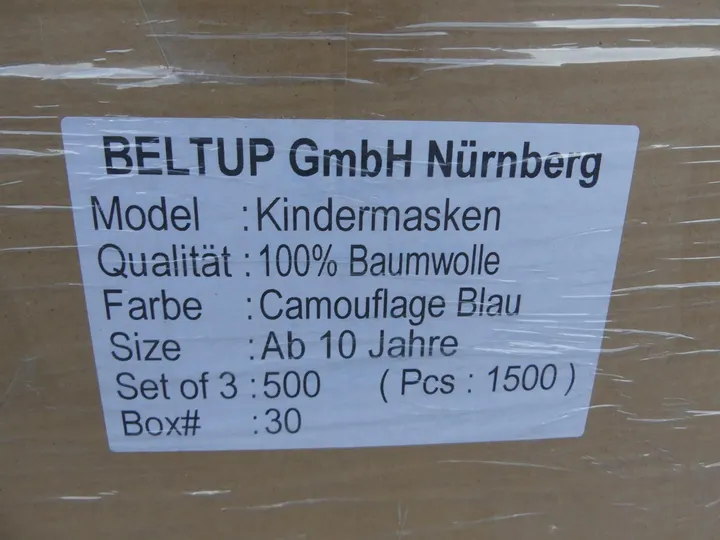 BELTUP GmbH Nürnberg
Model : Kindermasken
Qualität : 100% Baumwolle
Farbe : Camouflage Blau
Size : Ab 10 Jahre
Set of 3 : 500 ( Pcs : 1500 )
Box# : 30